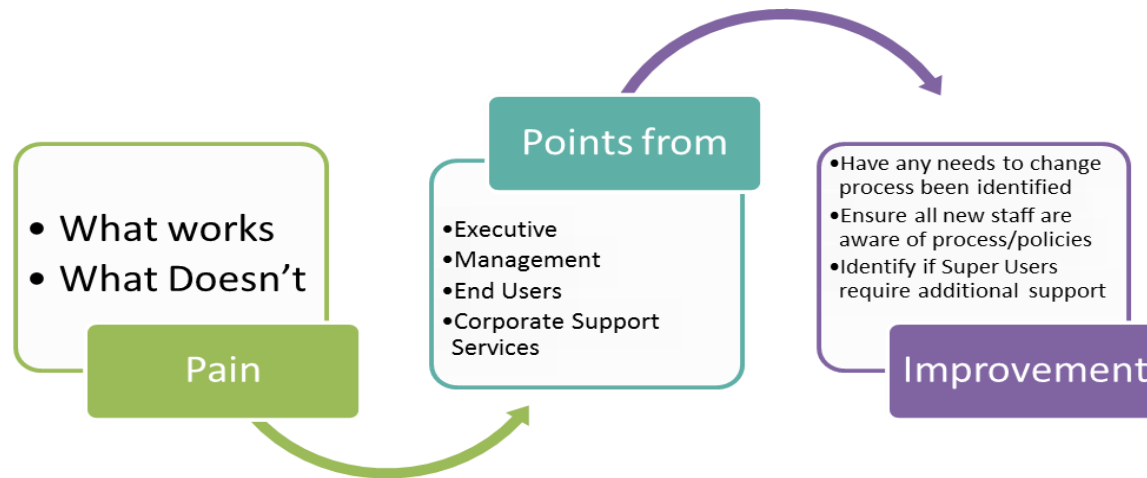 • What works
• What Doesn’t
Pain
Points from
•Executive
•Management
•End Users
•Corporate Support
Services
•Have any needs to change
process been identified
•Ensure all new staff are
aware of process/policies
•Identify if Super Users
require additional support
Improvement